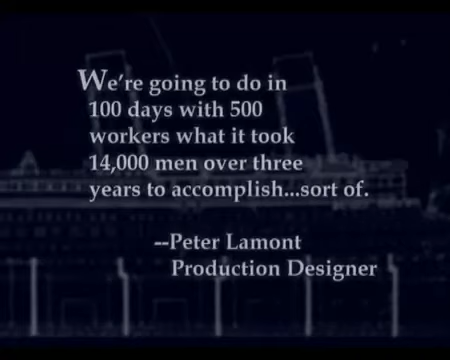 We're going to do in
100 days with 500
workers what it took
14,000 men over three
years to accomplish...sort of.
--Peter Lamont
Production Designer